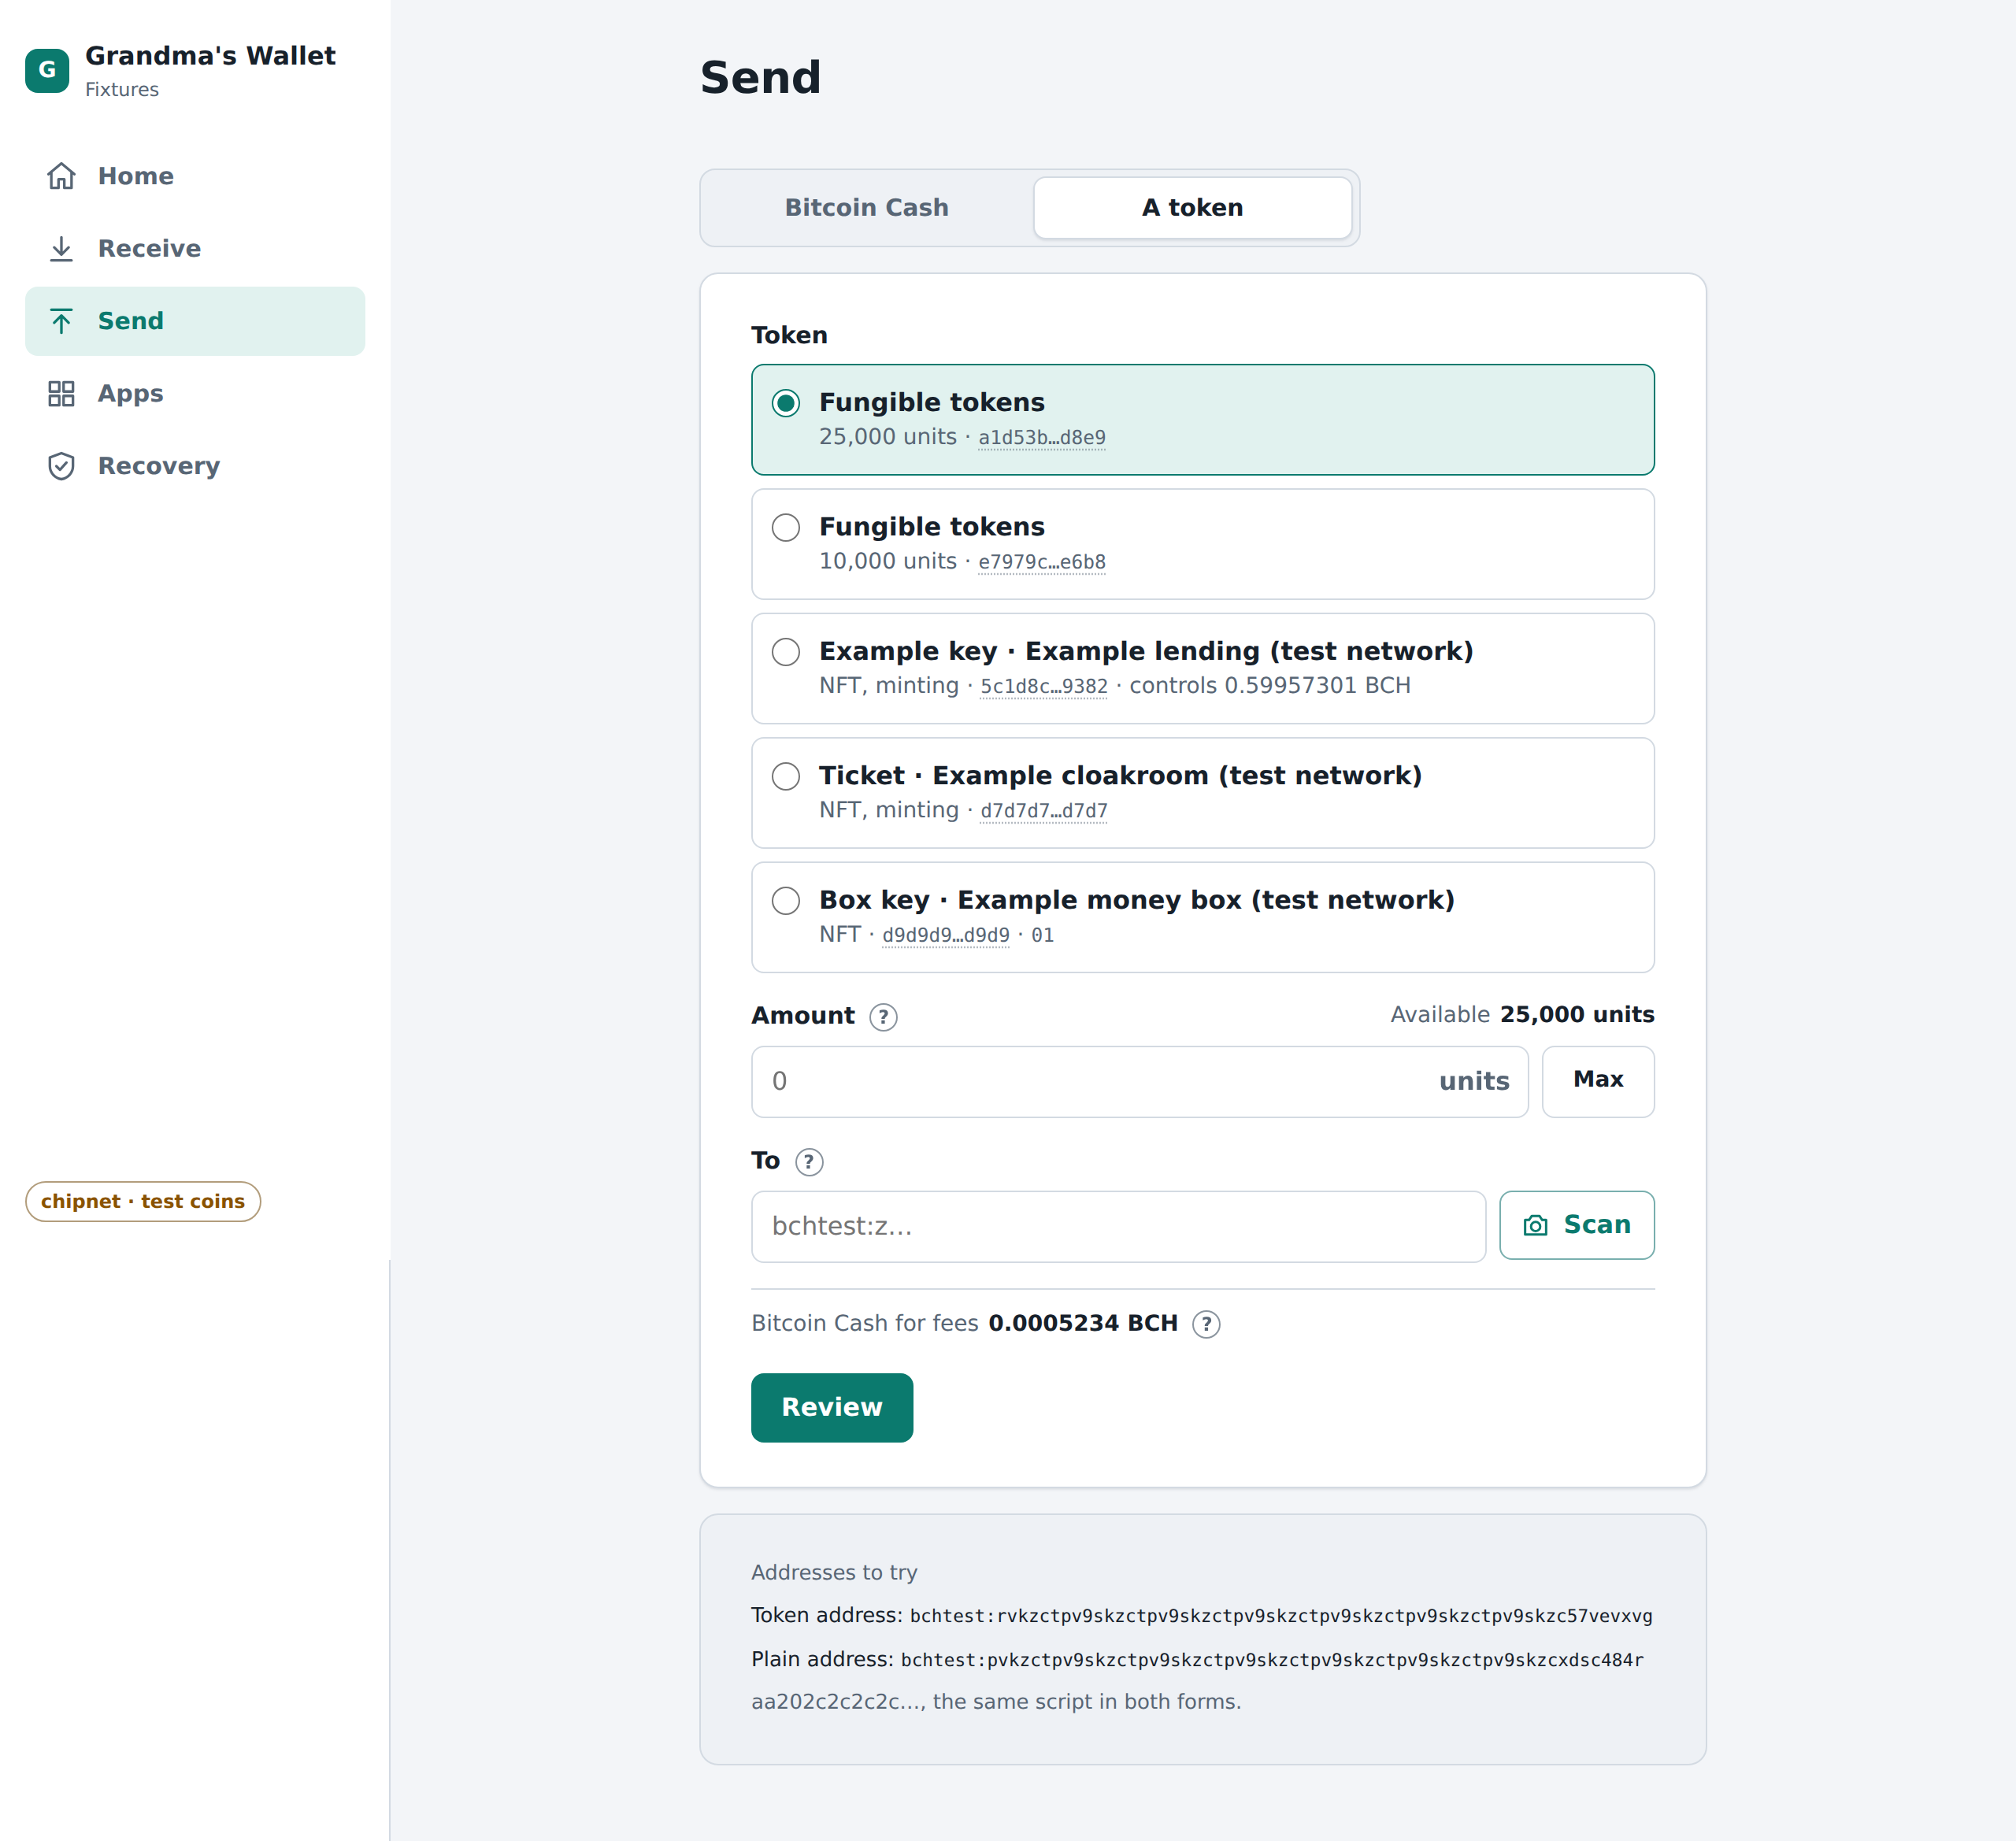 G
Grandma's Wallet
Fixtures
Home
Receive
Send
Apps
Recovery
chipnet · test coins
Send
Bitcoin Cash
A token
Token
Fungible tokens
25,000 units · a1d53b…d8e9
Fungible tokens
10,000 units · e7979c…e6b8
Example key · Example lending (test network)
NFT, minting · 5c1d8c…9382 · controls 0.59957301 BCH
Ticket · Example cloakroom (test network)
NFT, minting · d7d7d7…d7d7
Box key · Example money box (test network)
NFT · d9d9d9…d9d9 · 01
Amount ? Available 25,000 units
0 units Max
To ?
bchtest:z… Scan
Bitcoin Cash for fees 0.0005234 BCH ?
Review
Addresses to try
Token address: bchtest:rvkzctpv9skzctpv9skzctpv9skzctpv9skzctpv9skzctpv9skzc57vevxvg
Plain address: bchtest:pvkzctpv9skzctpv9skzctpv9skzctpv9skzctpv9skzctpv9skzcxdsc484r
aa202c2c2c2c…, the same script in both forms.